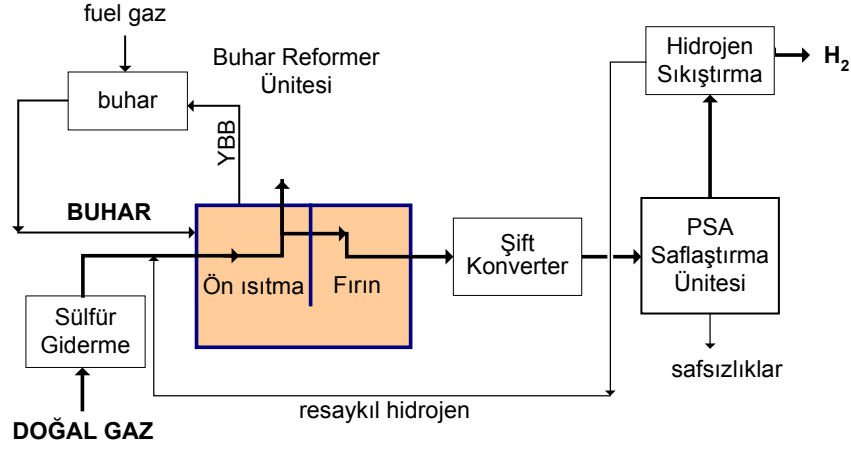 fuel gaz
buhar
Buhar Reformer
Ünitesi
YBB
Hidrojen
Sıkıştırma
H2
BUHAR
Ön ısıtma
Fırın
Şift
Konverter
PSA
Saflaştırma
Ünitesi
Sülfür
Giderme
safsızlıklar
resaykıl hidrojen
DOĞAL GAZ